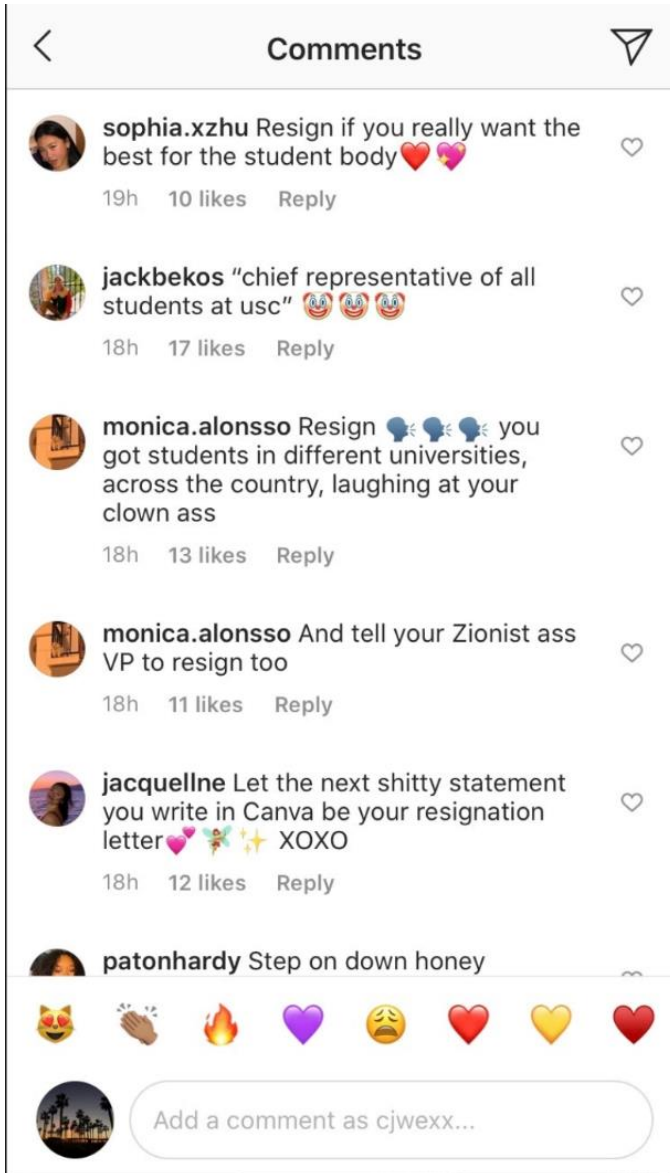 Comments
sophia.xzhu Resign if you really want the
best for the student body❤️💖
19h 10 likes Reply
jackbekos “chief representative of all
students at usc” 🤡🤡🤡
18h 17 likes Reply
monica.alonsso Resign 🗣️🗣️🗣️ you
got students in different universities,
across the country, laughing at your
clown ass
18h 13 likes Reply
monica.alonsso And tell your Zionist ass
VP to resign too
18h 11 likes Reply
jacquellne Let the next shitty statement
you write in Canva be your resignation
letter💕🧚✨ XOXO
18h 12 likes Reply
patonhardy Step on down honey
Add a comment as cjwexx...